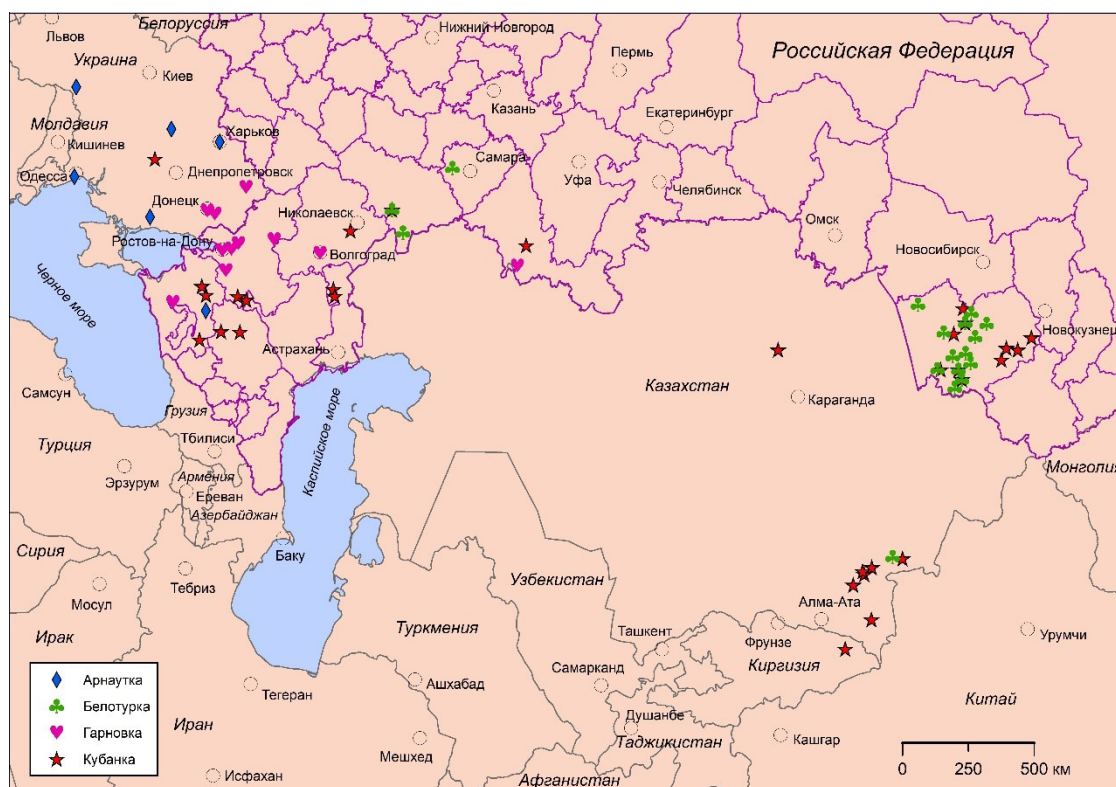 Белоруссия
Львов
Нижний Новгород
Пермь
Российская Федерация
Украина
Киев
Казань
Екатеринбург
Молдавия
Харьков
Кишинев
Самара
Уфа
Днепропетровск
Одесса
Челябинск
Донецк
Николаевск
Омск
Новосибирск
Ростов-на-Дону
Волгоград
Черное море
Новокузнецк
Астрахань
Казахстан
Самсун
Караганда
Грузия
Каспийское море
Тбилиси
Турция
Монголия
Эрзурум
Армения
Ереван
Азербайджан
Сирия
Баку
Тебриз
Узбекистан
Мосул
Алма-Ата
Ирак
Туркмения
Ташкент
Фрунзе
Урумчи
Киргизия
Самарканд
Тегеран
Ашхабад
Китай
Иран
Душанбе
Таджикистан
Кашгар
Мешхед
Исфахан
Афганистан
Арнаутка
Белотурка
Гарновка
Кубанка
0 250 500 км